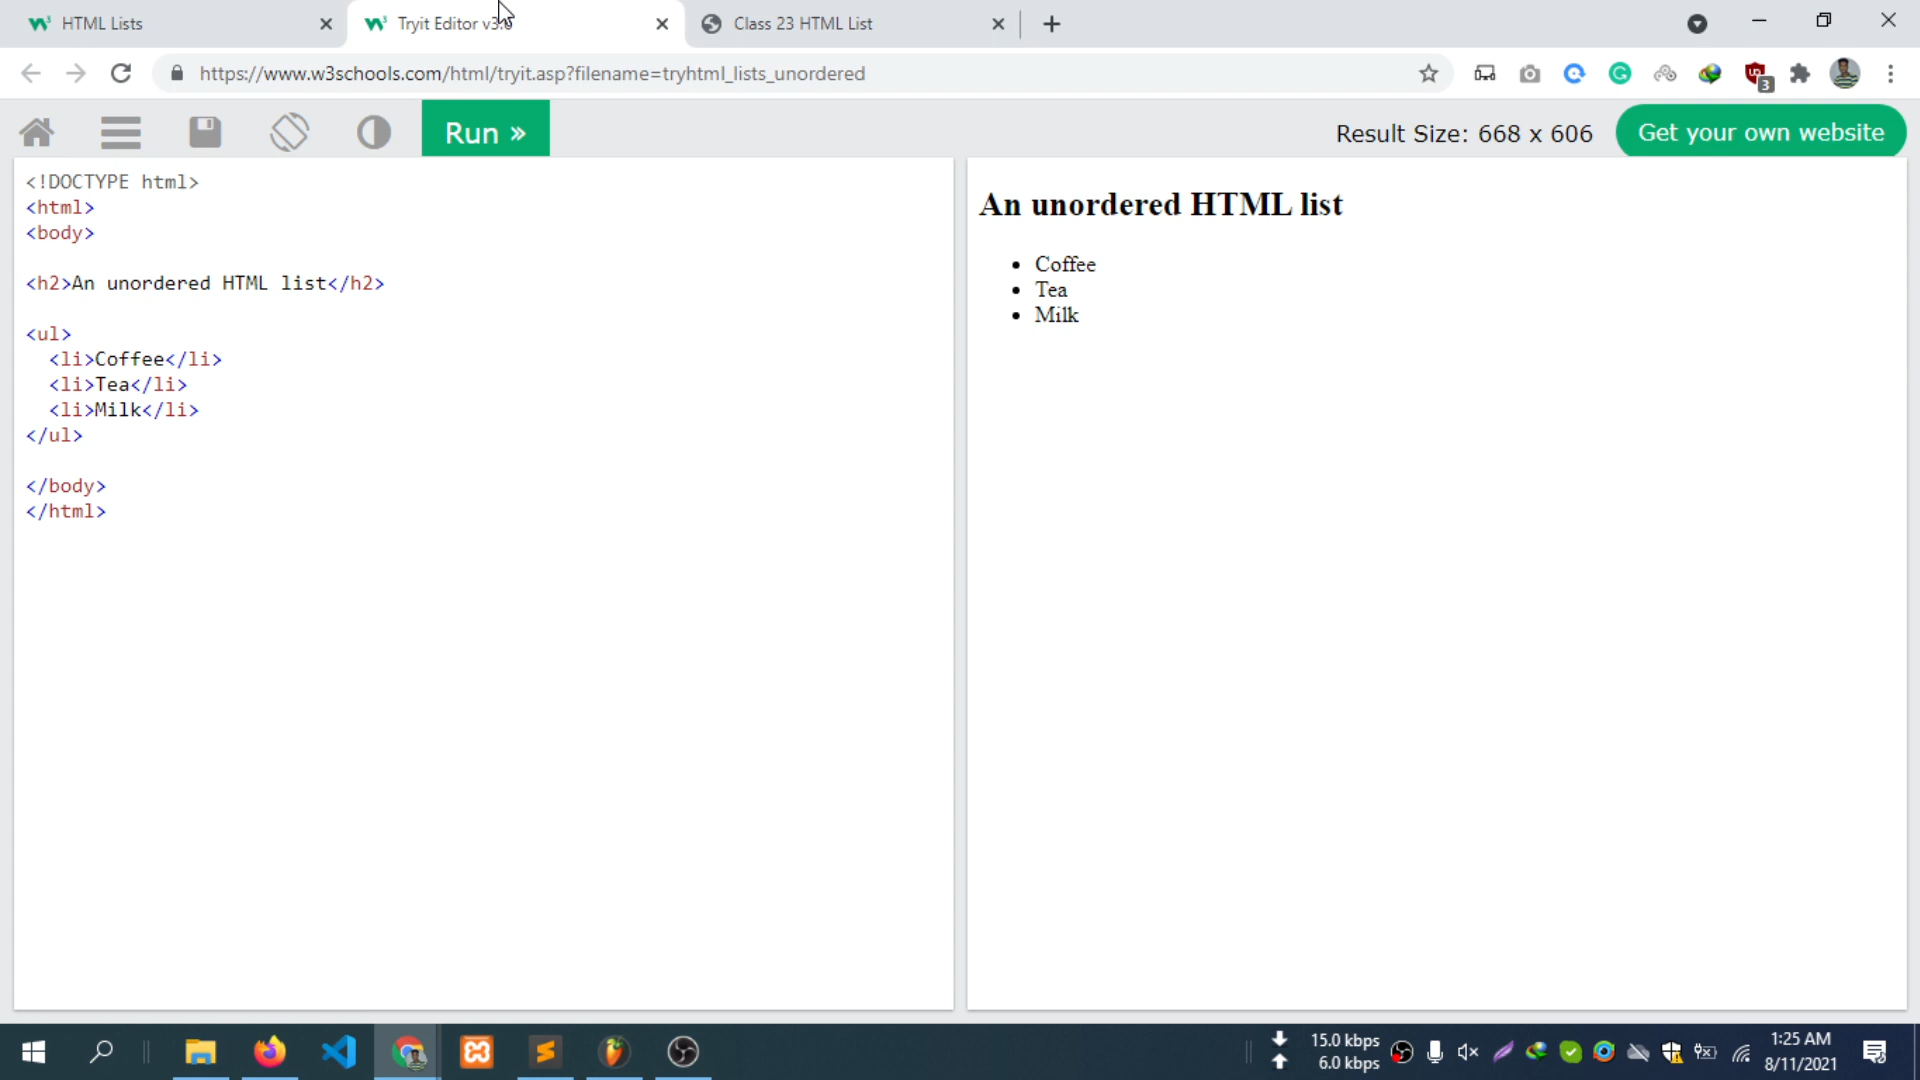 HTML Lists
Tryit Editor v3.6
Class 23 HTML List
https://www.w3schools.com/html/tryit.asp?filename=tryhtml_lists_unordered
3
Run »
Result Size: 668 x 606
Get your own website
<!DOCTYPE html>
<html>
<body>
<h2>An unordered HTML list</h2>
<ul>
<li>Coffee</li>
<li>Tea</li>
<li>Milk</li>
</ul>
</body>
</html>
An unordered HTML list
Coffee
Tea
Milk
15.0 kbps
6.0 kbps
1:25 AM
8/11/2021